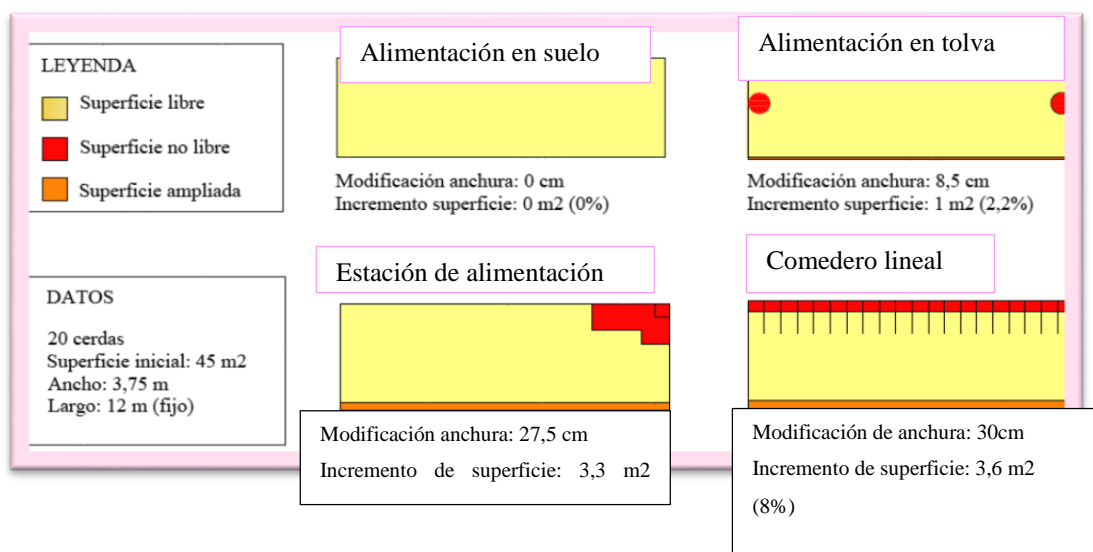 LEYENDA
Superficie libre
Superficie no libre
Superficie ampliada
Alimentación en suelo
Modificación anchura: 0 cm
Incremento superficie: 0 m2 (0%)
Alimentación en tolva
Modificación anchura: 8,5 cm
Incremento superficie: 1 m2 (2,2%)
DATOS
20 cerdas
Superficie inicial: 45 m2
Ancho: 3,75 m
Largo: 12 m (fijo)
Estación de alimentación
Modificación anchura: 27,5 cm
Incremento de superficie: 3,3 m2
Comedero lineal
Modificación de anchura: 30cm
Incremento de superficie: 3,6 m2
(8%)